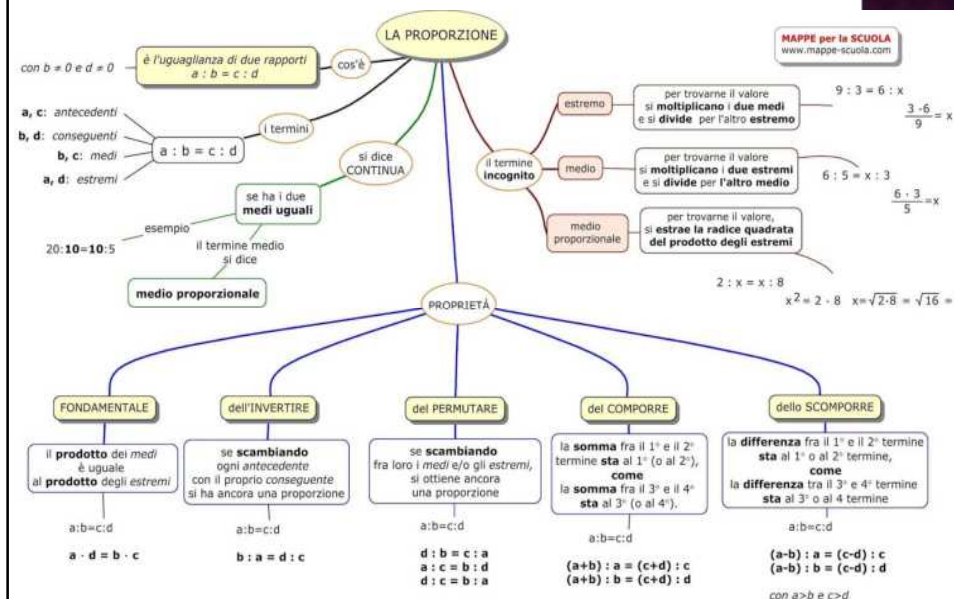 LA PROPORZIONE
MAPPE per la SCUOLA
www.mappe-scuola.com
cos'è
è l'uguaglianza di due rapporti
a : b = c : d
con b ≠ 0 e d ≠ 0
i termini
a : b = c : d
a, c: antecedenti
b, d: conseguenti
b, c: medi
a, d: estremi
si dice
CONTINUA
se ha i due
medi uguali
esempio
20:10=10:5
il termine medio
si dice
medio proporzionale
il termine
incognito
estremo
per trovarne il valore
si moltiplicano i due medi
e si divide per l'altro estremo
9 : 3 = 6 : x
3 ·6
9
= x
medio
per trovarne il valore
si moltiplicano i due estremi
e si divide per l'altro medio
6 : 5 = x : 3
6 · 3
5
=x
medio
proporzionale
per trovarne il valore,
si estrae la radice quadrata
del prodotto degli estremi
2 : x = x : 8
x² = 2 · 8 x=√2·8 = √16 =
PROPRIETÀ
FONDAMENTALE
il prodotto dei medi
è uguale
al prodotto degli estremi
a:b=c:d
a · d = b · c
dell'INVERTIRE
se scambiando
ogni antecedente
con il proprio conseguente
si ha ancora una proporzione
a:b=c:d
b : a = d : c
del PERMUTARE
se scambiando
fra loro i medi e/o gli estremi,
si ottiene ancora
una proporzione
a:b=c:d
d : b = c : a
a : c = b : d
d : c = b : a
del COMPORRE
la somma fra il 1° e il 2°
termine sta al 1° (o al 2°),
come
la somma fra il 3° e il 4°
sta al 3° (o al 4°).
a:b=c:d
(a+b) : a = (c+d) : c
(a+b) : b = (c+d) : d
dello SCOMPORRE
la differenza fra il 1° e il 2° termine
sta al 1° o al 2° termine,
come
la differenza tra il 3° e 4° termine
sta al 3° o al 4 termine
a:b=c:d
(a-b) : a = (c-d) : c
(a-b) : b = (c-d) : d
con a>b e c>d